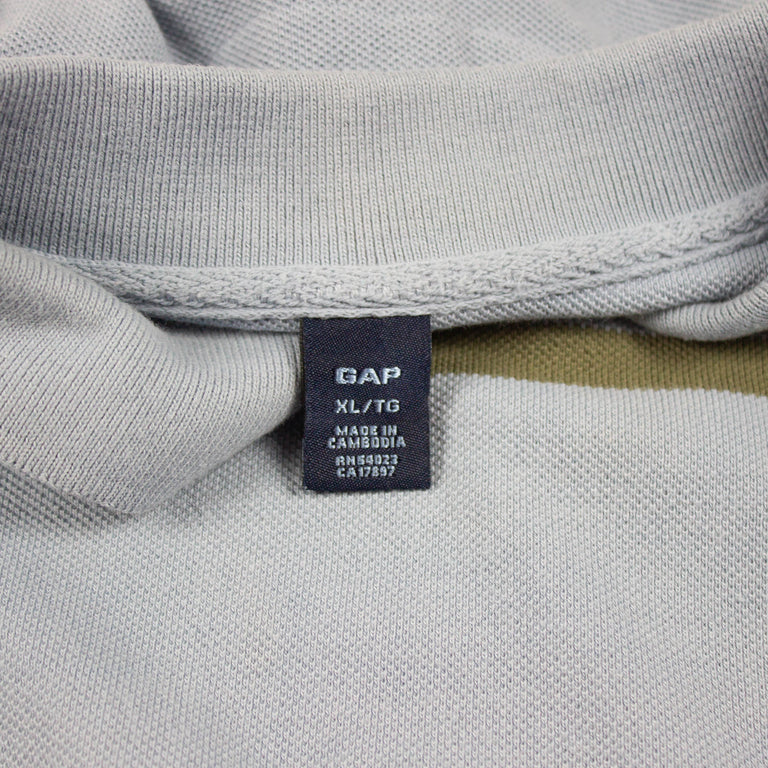 GAP
XL/TG
MADE IN
CAMBODIA
RN54023
CA17897